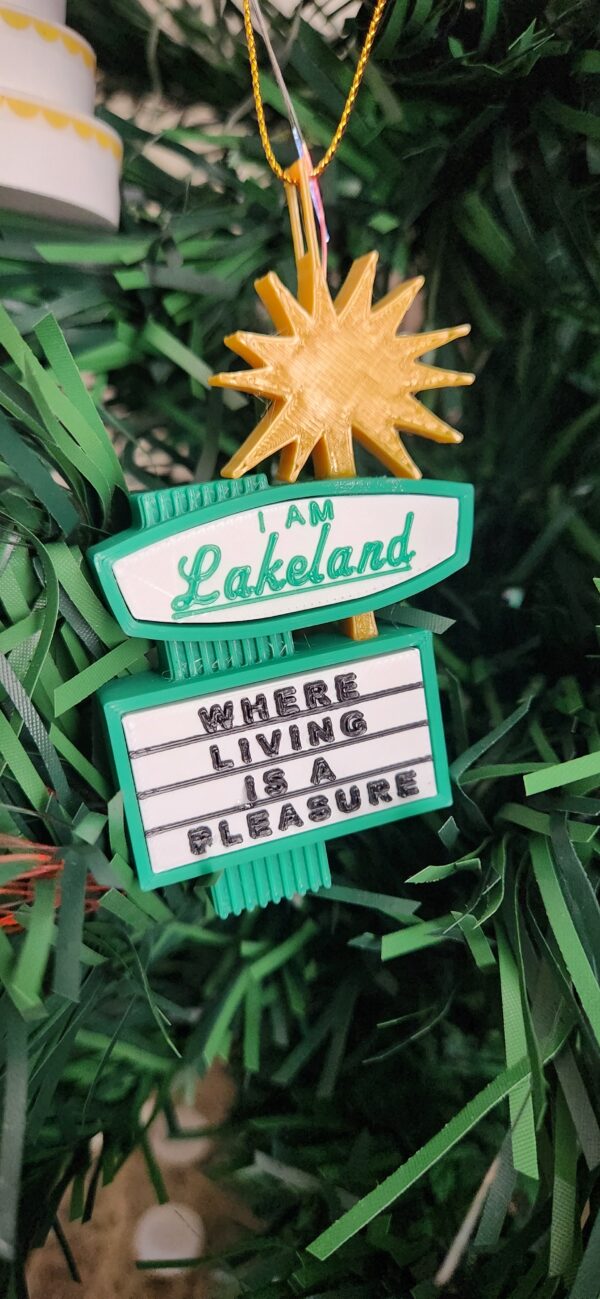 I AM
Lakeland
WHERE
LIVING
IS A
PLEASURE